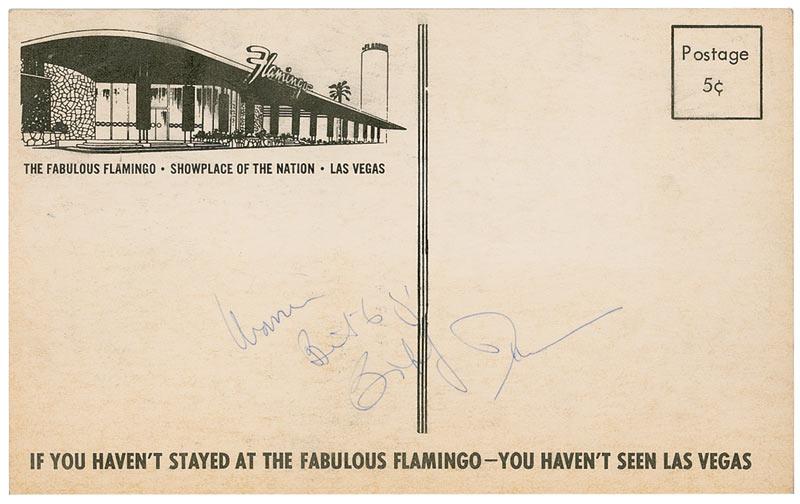 Flamingo
FLAMINGO
THE FABULOUS FLAMINGO • SHOWPLACE OF THE NATION • LAS VEGAS
Postage
5¢
Billy
IF YOU HAVEN'T STAYED AT THE FABULOUS FLAMINGO—YOU HAVEN'T SEEN LAS VEGAS